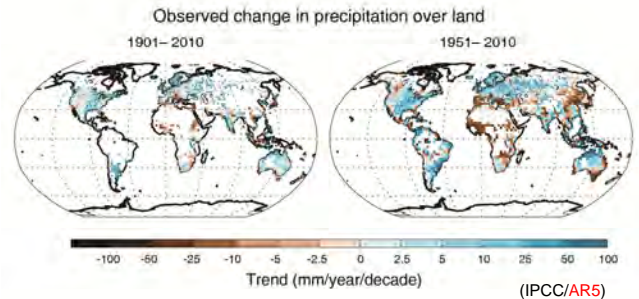 Observed change in precipitation over land
1901– 2010
1951– 2010
-100 -50 -25 -10 -5 -2.5 0 2.5 5 10 25 50 100
Trend (mm/year/decade)
(IPCC/AR5)